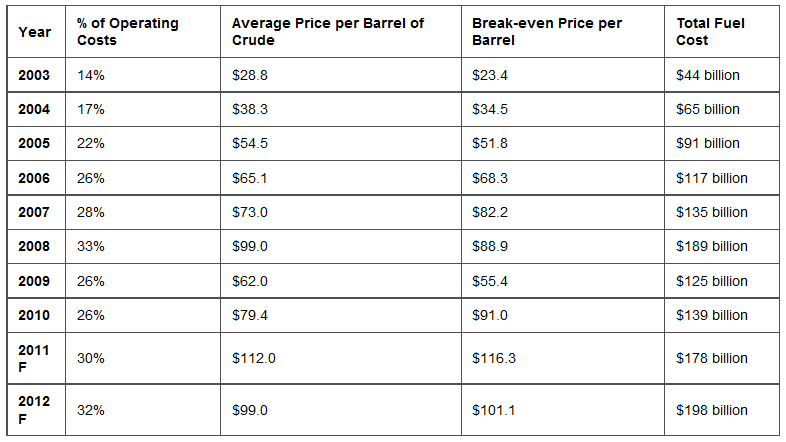 Year | % of Operating Costs | Average Price per Barrel of Crude | Break-even Price per Barrel | Total Fuel Cost
2003 | 14% | $28.8 | $23.4 | $44 billion
2004 | 17% | $38.3 | $34.5 | $65 billion
2005 | 22% | $54.5 | $51.8 | $91 billion
2006 | 26% | $65.1 | $68.3 | $117 billion
2007 | 28% | $73.0 | $82.2 | $135 billion
2008 | 33% | $99.0 | $88.9 | $189 billion
2009 | 26% | $62.0 | $55.4 | $125 billion
2010 | 26% | $79.4 | $91.0 | $139 billion
2011 F | 30% | $112.0 | $116.3 | $178 billion
2012 F | 32% | $99.0 | $101.1 | $198 billion